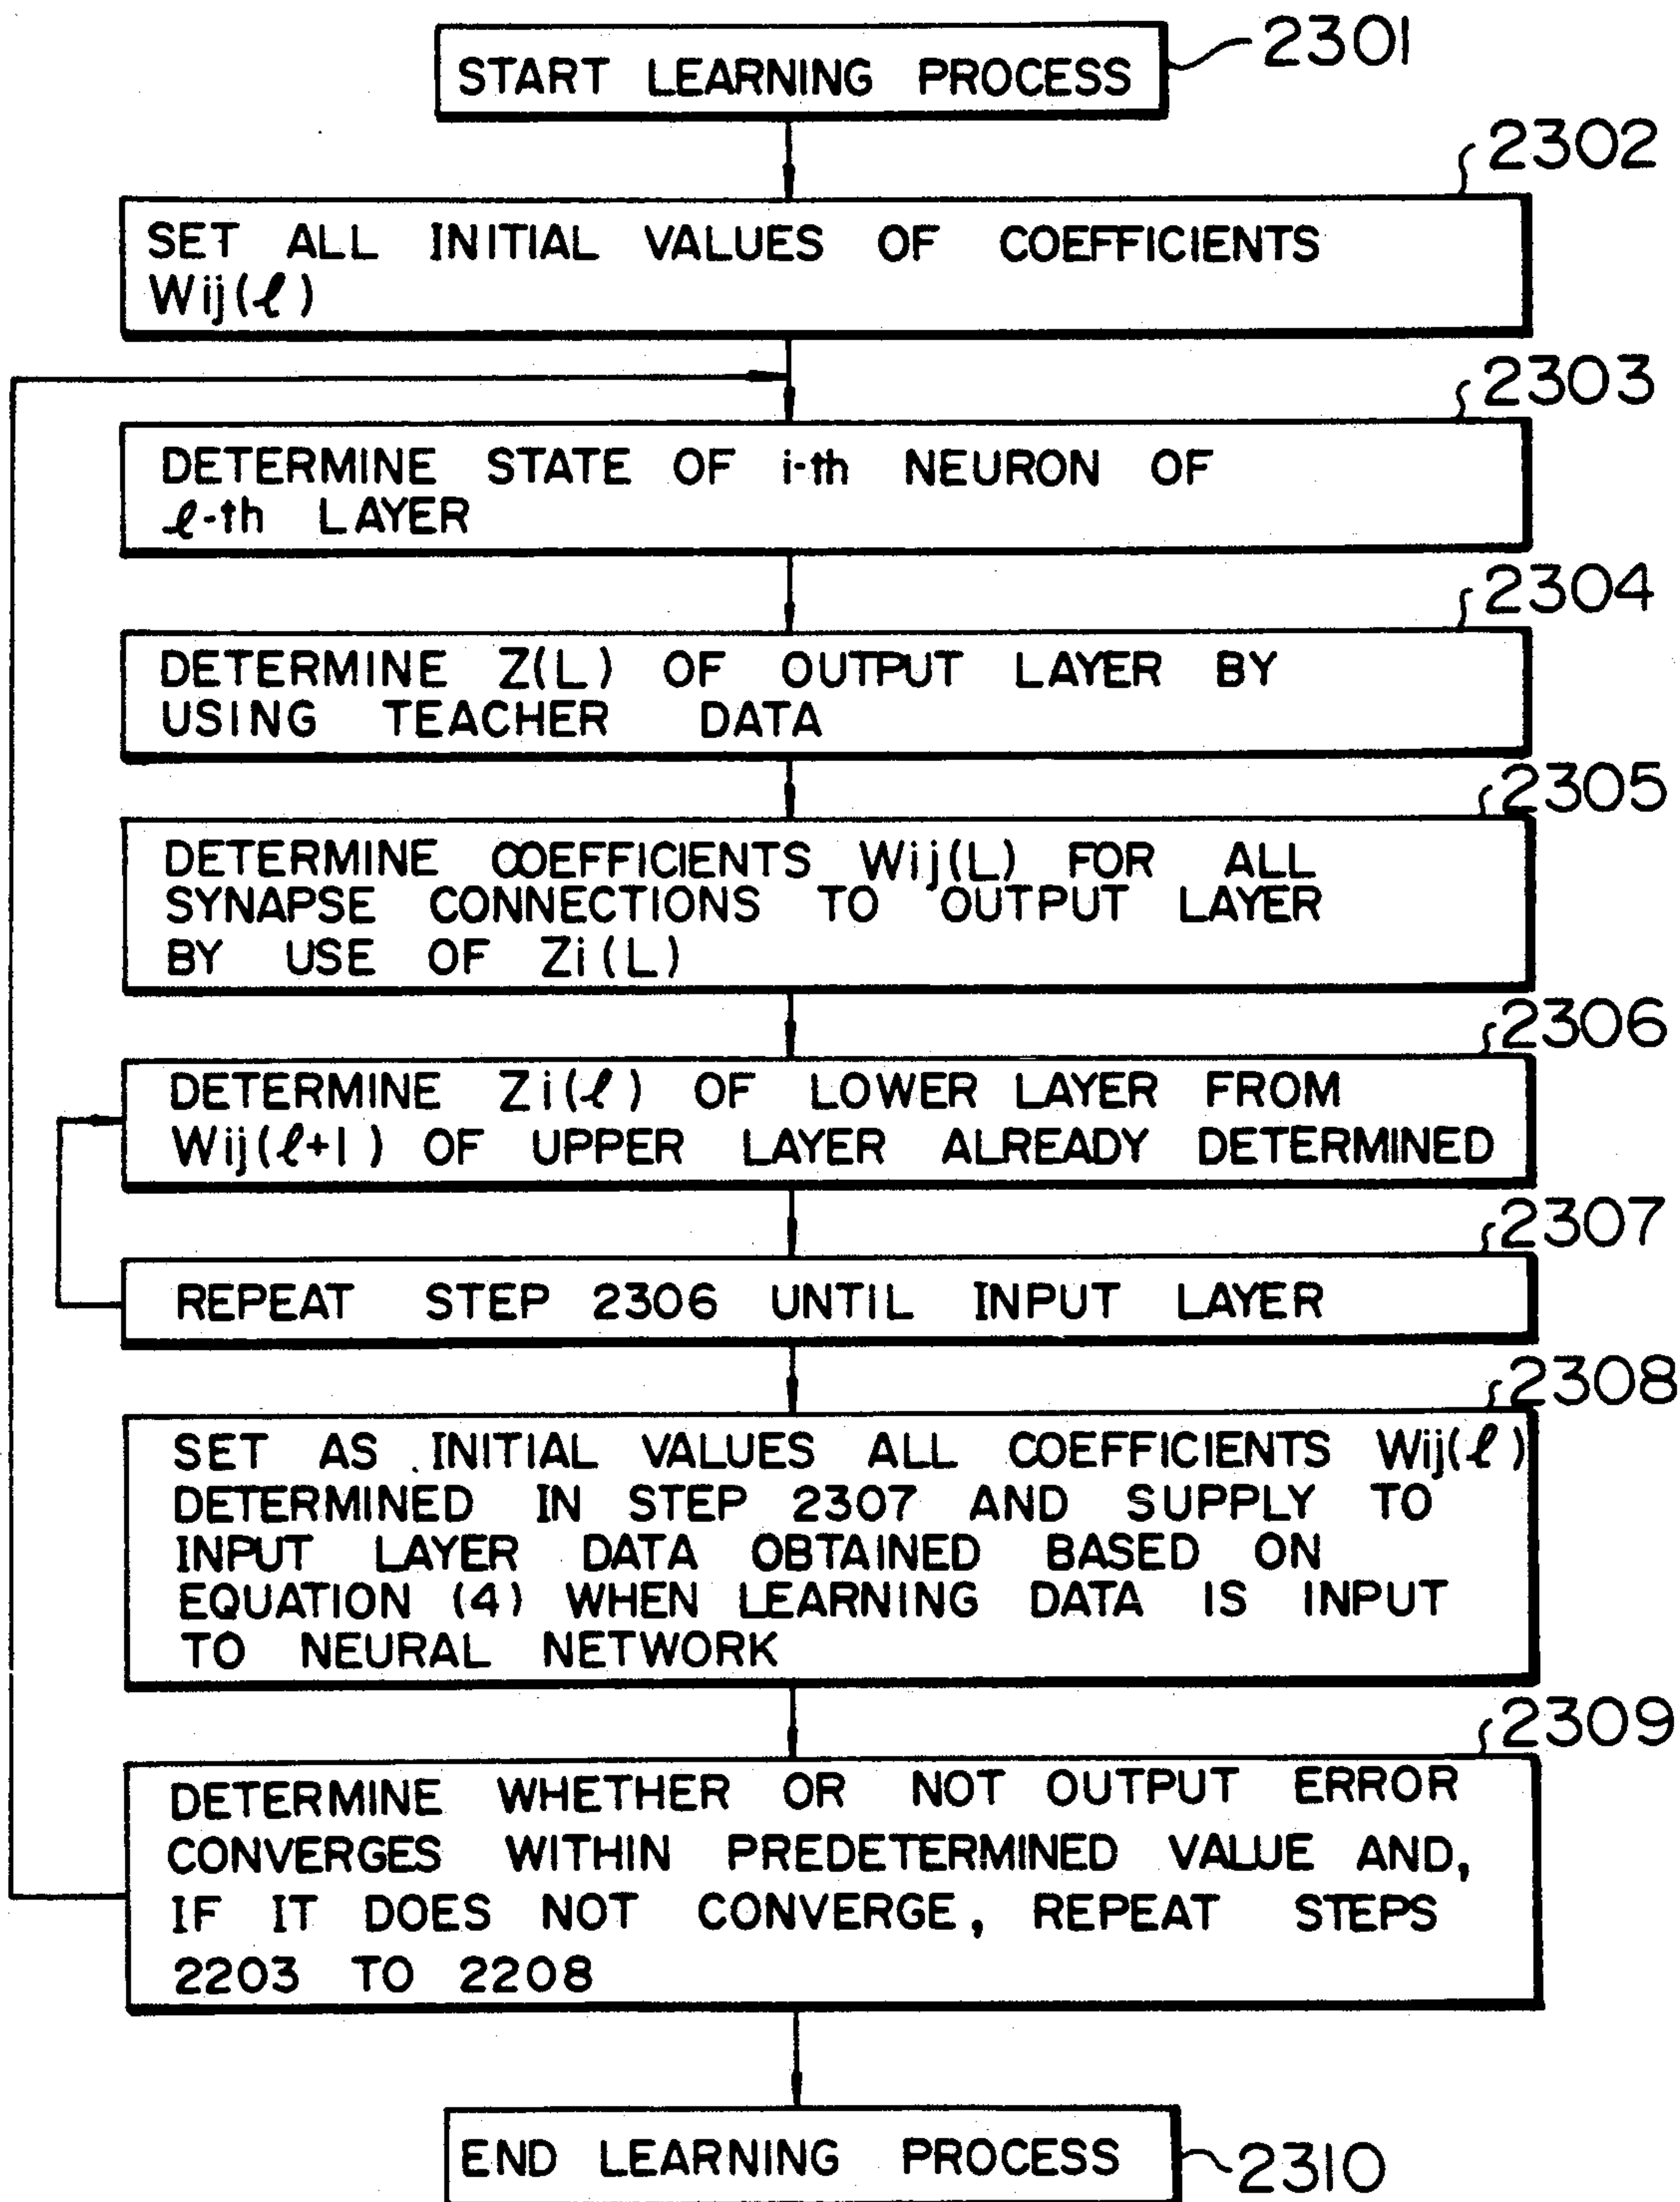 START LEARNING PROCESS
2301
2302
SET ALL INITIAL VALUES OF COEFFICIENTS
Wij(ℓ)
2303
DETERMINE STATE OF i-th NEURON OF
ℓ-th LAYER
2304
DETERMINE Z(L) OF OUTPUT LAYER BY
USING TEACHER DATA
2305
DETERMINE COEFFICIENTS Wij(L) FOR ALL
SYNAPSE CONNECTIONS TO OUTPUT LAYER
BY USE OF Zi(L)
2306
DETERMINE Zi(ℓ) OF LOWER LAYER FROM
Wij(ℓ+1) OF UPPER LAYER ALREADY DETERMINED
2307
REPEAT STEP 2306 UNTIL INPUT LAYER
2308
SET AS INITIAL VALUES ALL COEFFICIENTS Wij(ℓ)
DETERMINED IN STEP 2307 AND SUPPLY TO
INPUT LAYER DATA OBTAINED BASED ON
EQUATION (4) WHEN LEARNING DATA IS INPUT
TO NEURAL NETWORK
2309
DETERMINE WHETHER OR NOT OUTPUT ERROR
CONVERGES WITHIN PREDETERMINED VALUE AND,
IF IT DOES NOT CONVERGE, REPEAT STEPS
2203 TO 2208
END LEARNING PROCESS
2310